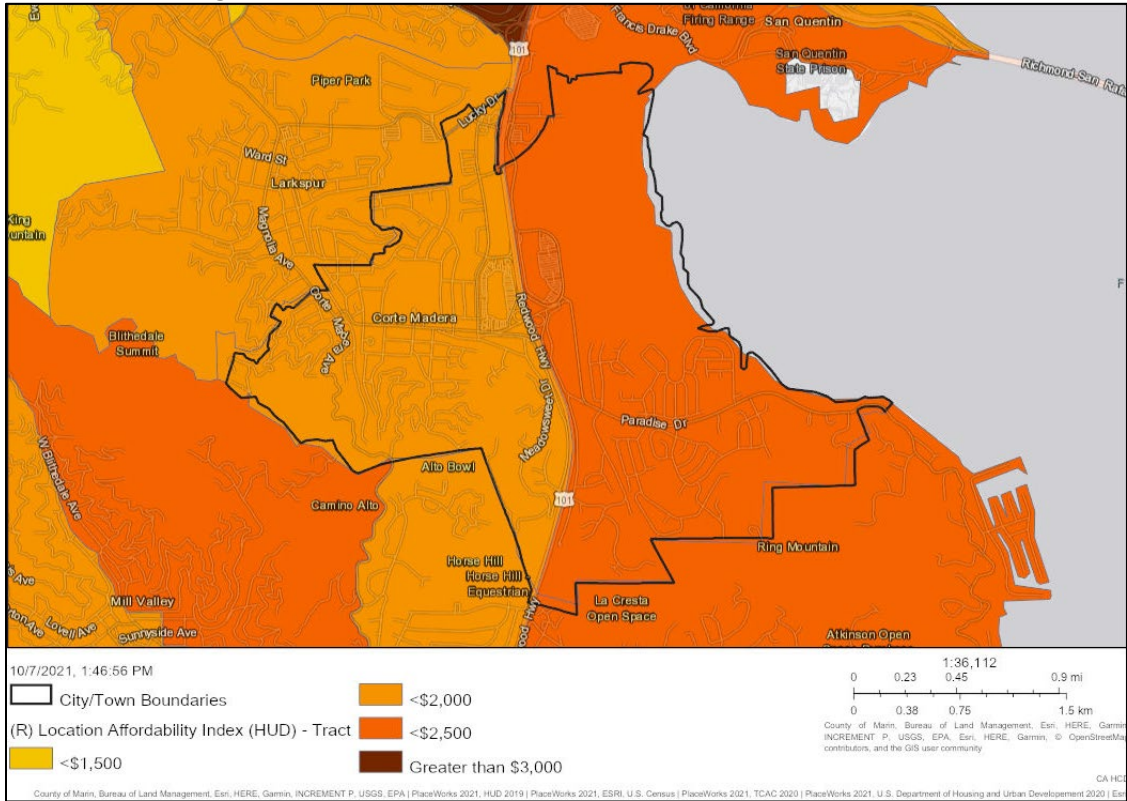 Firing Range
San Quentin
Francis Drake Blvd
101
San Quentin
State Prison
Richmond-San Rafa
Piper Park
Lucky Dr
Ward St
Larkspur
King
untain
Magnolia Ave
Corte Madera Ave
Corte Madera
Redwood Hwy 101
Blithedale
Summit
F
Meadowsweet
Paradise Dr
W Blithedale Ave
Alto Bowl
Camino Alto
101
Ring Mountain
Horse Hill
Horse Hill
Equestrian
Mill Valley
La Cresta
Open Space
ood Hwy
Lovell Ave
Sunnyside Ave
Atkinson Open
10/7/2021, 1:46:56 PM
City/Town Boundaries
(R) Location Affordability Index (HUD) - Tract
<$1,500
<$2,000
<$2,500
Greater than $3,000
1:36,112
0 0.23 0.45 0.9 mi
0 0.38 0.75 1.5 km
County of Marin, Bureau of Land Management, Esri, HERE, Garmin,
INCREMENT P, USGS, EPA, Esri, HERE, Garmin, © OpenStreetMap
contributors, and the GIS user community
CA HCD
County of Marin, Bureau of Land Management, Esri, HERE, Garmin, INCREMENT P, USGS, EPA | PlaceWorks 2021, HUD 2019 | PlaceWorks 2021, ESRI, U.S. Census | PlaceWorks 2021, TCAC 2020 | PlaceWorks 2021, U.S. Department of Housing and Urban Developement 2020 | Esri